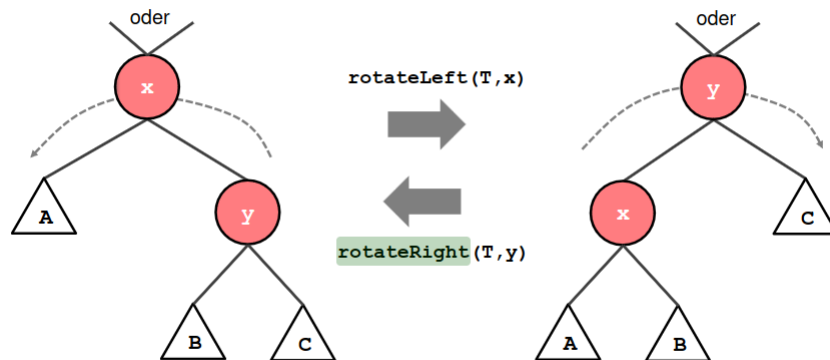 oder
x
A
y
B
C
rotateLeft(T,x)
rotateRight(T,y)
oder
y
x
C
A
B